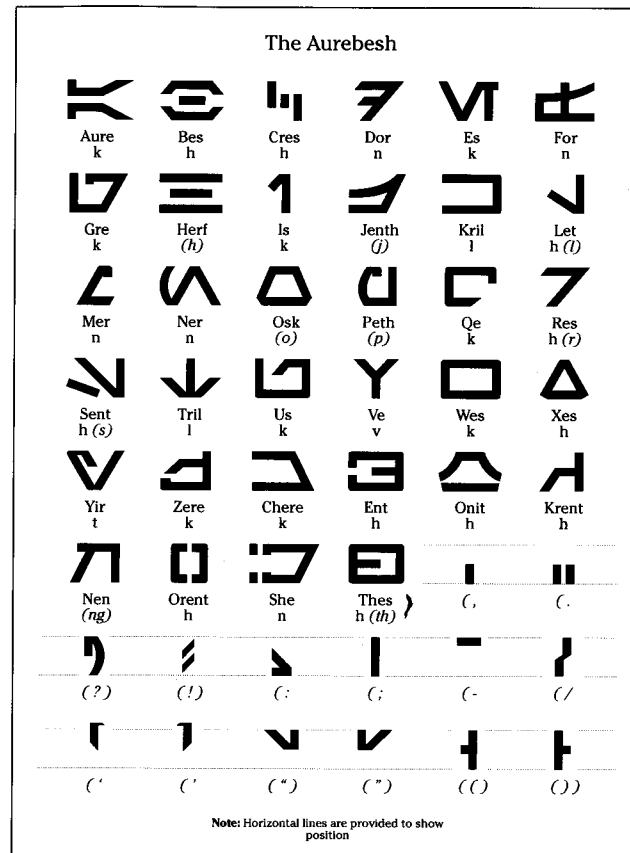 The Aurebesh
Aure Bes Cres Dor Es For
k h h n k n
Gre Herf Is Jenth Kril Let
k (h) k (j) l h (l)
Mer Ner Osk Peth Qe Res
n n (o) (p) k h (r)
Sent Tril Us Ve Wes Xes
h (s) l k v k h
Yir Zere Chere Ent Onit Krent
t k k h h h
Nen Orent She Thes
(ng) h n h (th) (, (.
(?) (!) (: (; (- (/
(‘ (’ (“) (”) (() ())
Note: Horizontal lines are provided to show
position